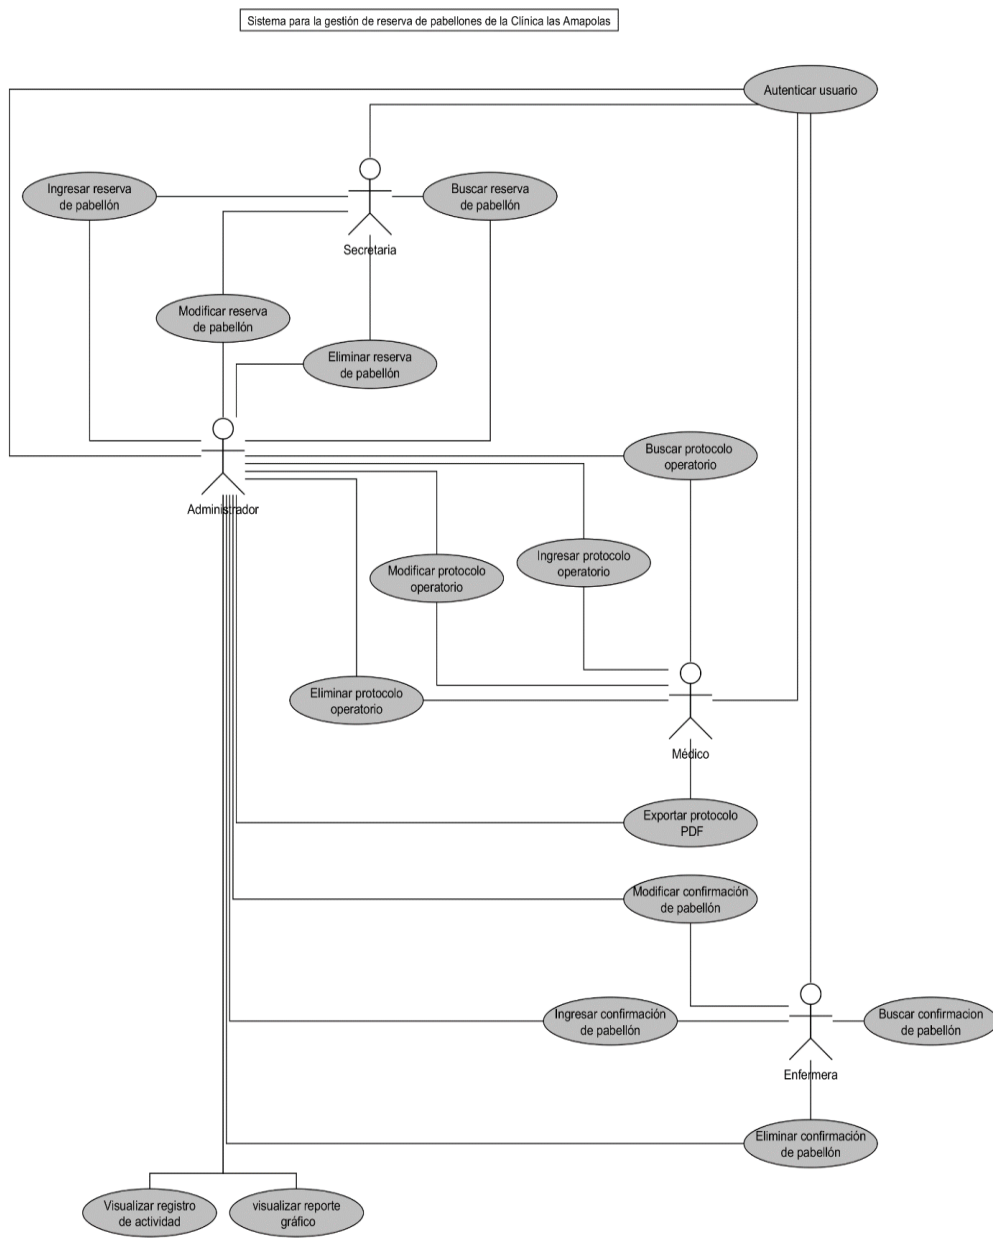 Sistema para la gestión de reserva de pabellones de la Clínica las Amapolas
Autenticar usuario
Ingresar reserva
de pabellón
Buscar reserva
de pabellón
Secretaria
Modificar reserva
de pabellón
Eliminar reserva
de pabellón
Administrador
Buscar protocolo
operatorio
Ingresar protocolo
operatorio
Modificar protocolo
operatorio
Eliminar protocolo
operatorio
Médico
Exportar protocolo
PDF
Modificar confirmación
de pabellón
Ingresar confirmación
de pabellón
Buscar confirmacion
de pabellón
Enfermera
Eliminar confirmación
de pabellón
Visualizar registro
de actividad
visualizar reporte
gráfico